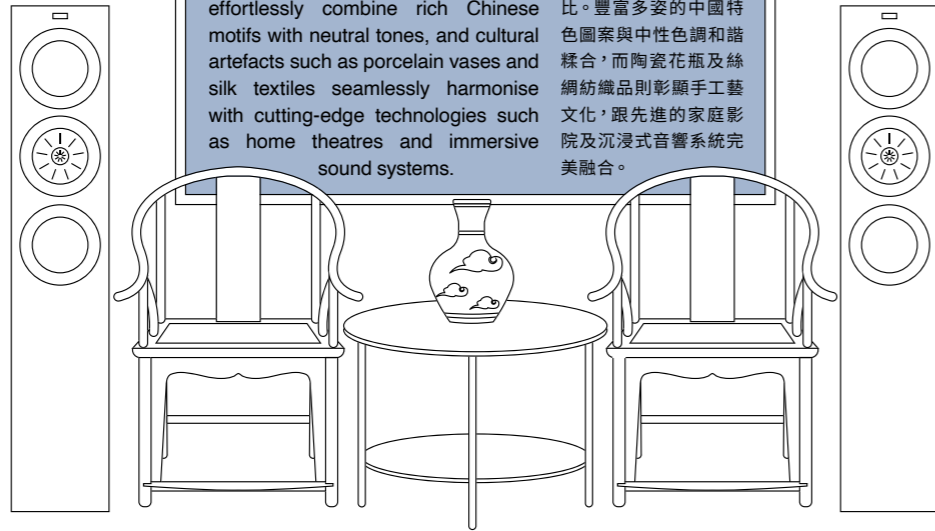 effortlessly combine rich Chinese
motifs with neutral tones, and cultural
artefacts such as porcelain vases and
silk textiles seamlessly harmonise
with cutting-edge technologies such
as home theatres and immersive
sound systems.
比。豐富多姿的中國特
色圖案與中性色調和諧
糅合，而陶瓷花瓶及絲
綢紡織品則彰顯手工藝
文化，跟先進的家庭影
院及沉浸式音響系統完
美融合。